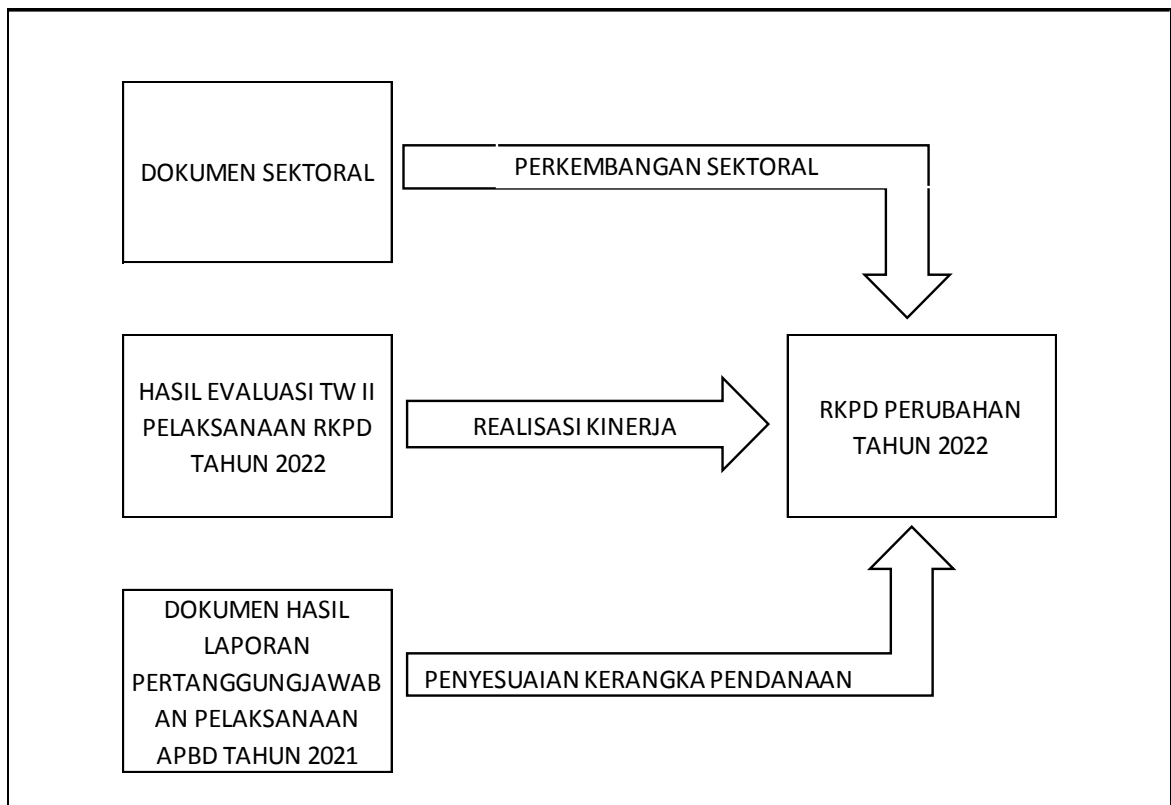 DOKUMEN SEKTORAL
PERKEMBANGAN SEKTORAL
HASIL EVALUASI TW II
PELAKSANAAN RKPD
TAHUN 2022
REALISASI KINERJA
RKPD PERUBAHAN
TAHUN 2022
DOKUMEN HASIL
LAPORAN
PERTANGGUNGJAWAB
AN PELAKSANAAN
APBD TAHUN 2021
PENYESUAIAN KERANGKA PENDANAAN